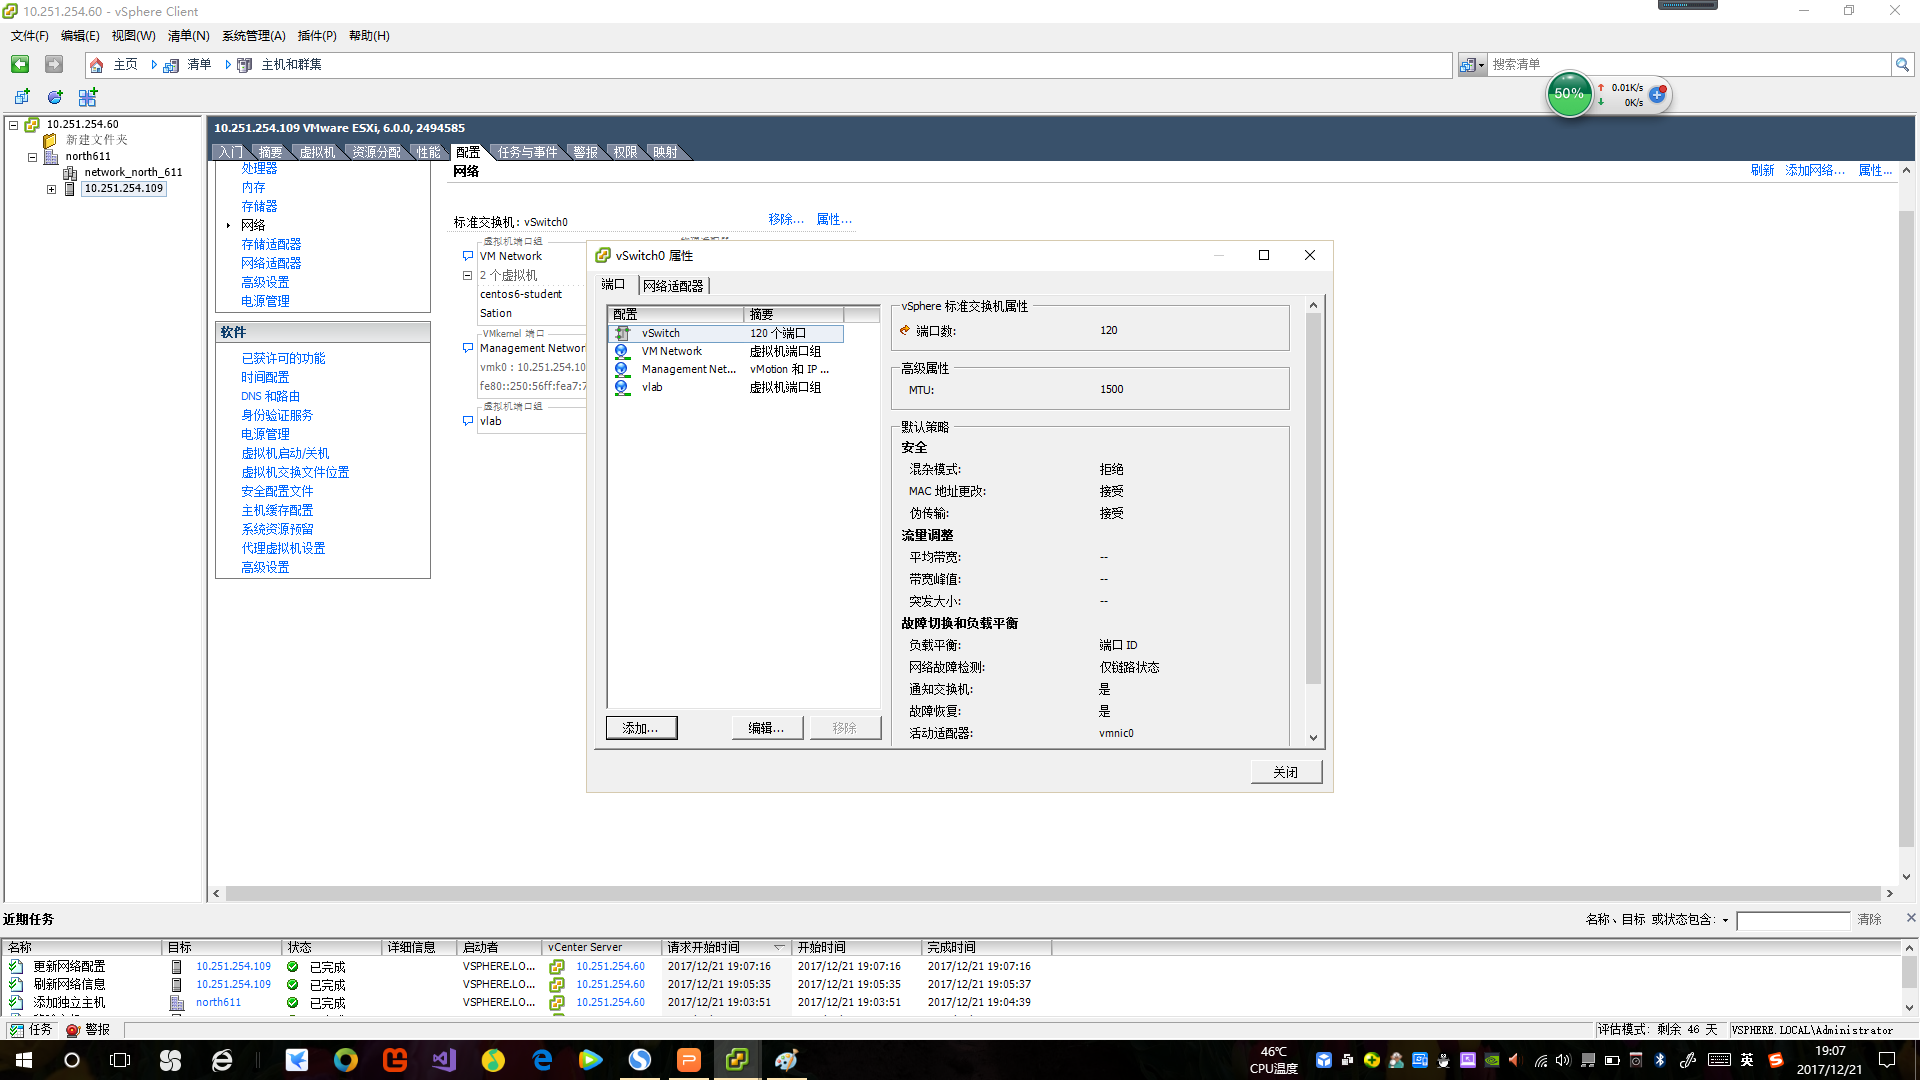 10.251.254.60 - vSphere Client
文件(F) 编辑(E) 视图(W) 清单(N) 系统管理(A) 插件(P) 帮助(H)
主页 清单 主机和群集
搜索清单
50% 0.01K/s
0K/s
10.251.254.60
新建文件夹
north611
network_north_611
10.251.254.109
10.251.254.109 VMware ESXi, 6.0.0, 2494585
入门 摘要 虚拟机 资源分配 性能 配置 任务与事件 警报 权限 映射
处理器
内存
存储器
网络
存储适配器
网络适配器
高级设置
电源管理
软件
已获许可的功能
时间配置
DNS 和路由
身份验证服务
电源管理
虚拟机启动/关机
虚拟机交换文件位置
安全配置文件
主机缓存配置
系统资源预留
代理虚拟机设置
高级设置
网络
刷新 添加网络... 属性...
标准交换机: vSwitch0 移除... 属性...
虚拟机端口组
VM Network
2 个虚拟机
centos6-student
Sation
VMkernel 端口
Management Networ
vmk0 : 10.251.254.10
fe80::250:56ff:fea7:7
虚拟机端口组
vlab
vSwitch0 属性
端口 网络适配器
配置 摘要
vSwitch 120 个端口
VM Network 虚拟机端口组
Management Net... vMotion 和 IP ...
vlab 虚拟机端口组
添加... 编辑... 移除
vSphere 标准交换机属性
端口数: 120
高级属性
MTU: 1500
默认策略
安全
混杂模式: 拒绝
MAC 地址更改: 接受
伪传输: 接受
流量调整
平均带宽: --
带宽峰值: --
突发大小: --
故障切换和负载平衡
负载平衡: 端口 ID
网络故障检测: 仅链路状态
通知交换机: 是
故障恢复: 是
活动适配器: vmnic0
关闭
近期任务
名称、目标 或状态包含: 清除
名称 目标 状态 详细信息 启动者 vCenter Server 请求开始时间 开始时间 完成时间
更新网络配置 10.251.254.109 已完成 VSPHERE.LO... 10.251.254.60 2017/12/21 19:07:16 2017/12/21 19:07:16 2017/12/21 19:07:16
刷新网络信息 10.251.254.109 已完成 VSPHERE.LO... 10.251.254.60 2017/12/21 19:05:35 2017/12/21 19:05:35 2017/12/21 19:05:37
添加独立主机 north611 已完成 VSPHERE.LO... 10.251.254.60 2017/12/21 19:03:51 2017/12/21 19:03:51 2017/12/21 19:04:39
任务 警报
评估模式: 剩余 46 天 VSPHERE.LOCAL\Administrator
46℃
CPU温度
英
19:07
2017/12/21